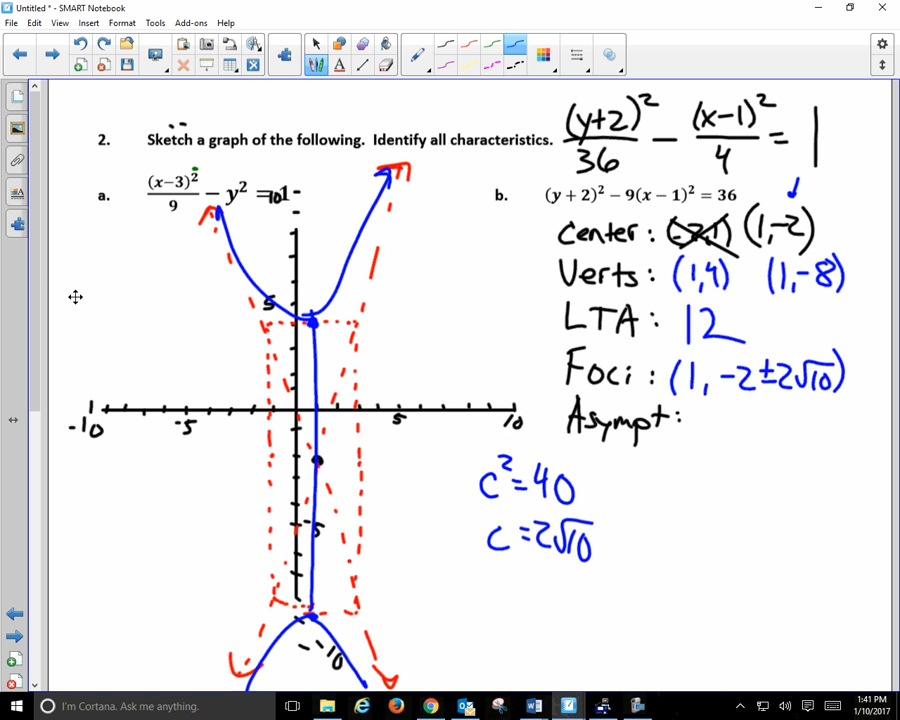 Untitled * - SMART Notebook
File Edit View Insert Format Tools Add-ons Help
2. Sketch a graph of the following. Identify all characteristics.
(y+2)² / 36 − (x−1)² / 4 = 1
a. (x−3)² / 9 − y² = 1
10
b. (y + 2)² − 9(x − 1)² = 36
Center: (-2,1) (1,-2)
Verts: (1,4) (1,-8)
LTA: 12
Foci: (1, -2±2√10)
Asympt:
5
-10 -5 5 10
-5
-10
c² = 40
c = 2√10
I'm Cortana. Ask me anything.
1:41 PM
1/10/2017